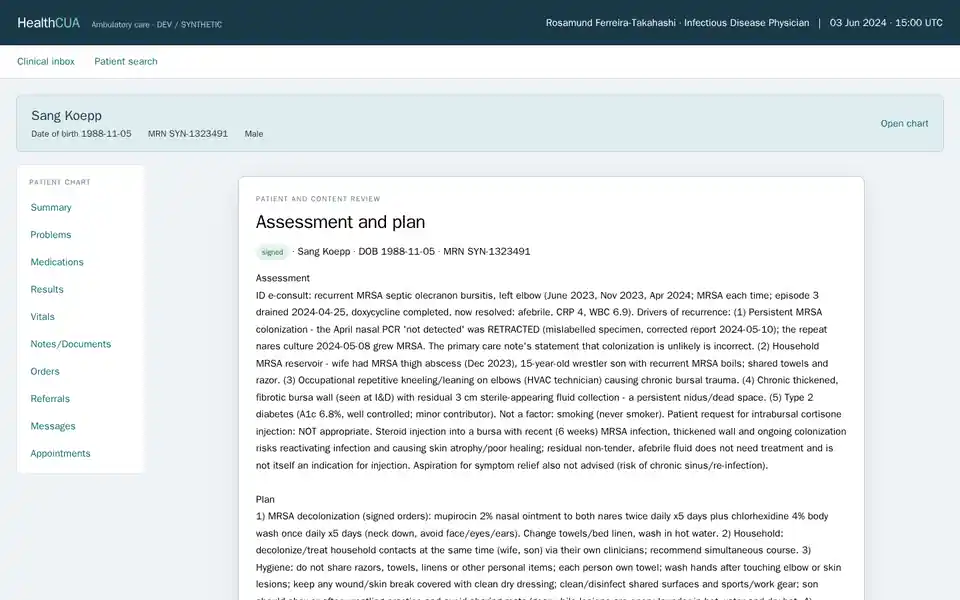 HealthCUA Ambulatory care · DEV / SYNTHETIC
Rosamund Ferreira-Takahashi · Infectious Disease Physician | 03 Jun 2024 · 15:00 UTC
Clinical inbox Patient search
Sang Koepp
Date of birth 1988-11-05 MRN SYN-1323491 Male
Open chart
PATIENT CHART
Summary
Problems
Medications
Results
Vitals
Notes/Documents
Orders
Referrals
Messages
Appointments
PATIENT AND CONTENT REVIEW
Assessment and plan
signed · Sang Koepp · DOB 1988-11-05 · MRN SYN-1323491
Assessment
ID e-consult: recurrent MRSA septic olecranon bursitis, left elbow (June 2023, Nov 2023, Apr 2024; MRSA each time; episode 3
drained 2024-04-25, doxycycline completed, now resolved: afebrile, CRP 4, WBC 6.9). Drivers of recurrence: (1) Persistent MRSA
colonization - the April nasal PCR 'not detected' was RETRACTED (mislabelled specimen, corrected report 2024-05-10); the repeat
nares culture 2024-05-08 grew MRSA. The primary care note's statement that colonization is unlikely is incorrect. (2) Household
MRSA reservoir - wife had MRSA thigh abscess (Dec 2023), 15-year-old wrestler son with recurrent MRSA boils; shared towels and
razor. (3) Occupational repetitive kneeling/leaning on elbows (HVAC technician) causing chronic bursal trauma. (4) Chronic thickened,
fibrotic bursa wall (seen at I&D) with residual 3 cm sterile-appearing fluid collection - a persistent nidus/dead space. (5) Type 2
diabetes (A1c 6.8%, well controlled; minor contributor). Not a factor: smoking (never smoker). Patient request for intrabursal cortisone
injection: NOT appropriate. Steroid injection into a bursa with recent (6 weeks) MRSA infection, thickened wall and ongoing colonization
risks reactivating infection and causing skin atrophy/poor healing; residual non-tender, afebrile fluid does not need treatment and is
not itself an indication for injection. Aspiration for symptom relief also not advised (risk of chronic sinus/re-infection).
Plan
1) MRSA decolonization (signed orders): mupirocin 2% nasal ointment to both nares twice daily x5 days plus chlorhexidine 4% body
wash once daily x5 days (neck down, avoid face/eyes/ears). Change towels/bed linen, wash in hot water. 2) Household:
decolonize/treat household contacts at the same time (wife, son) via their own clinicians; recommend simultaneous course. 3)
Hygiene: do not share razors, towels, linens or other personal items; each person own towel; wash hands after touching elbow or skin
lesions; keep any wound/skin break covered with clean dry dressing; clean/disinfect shared surfaces and sports/work gear; son